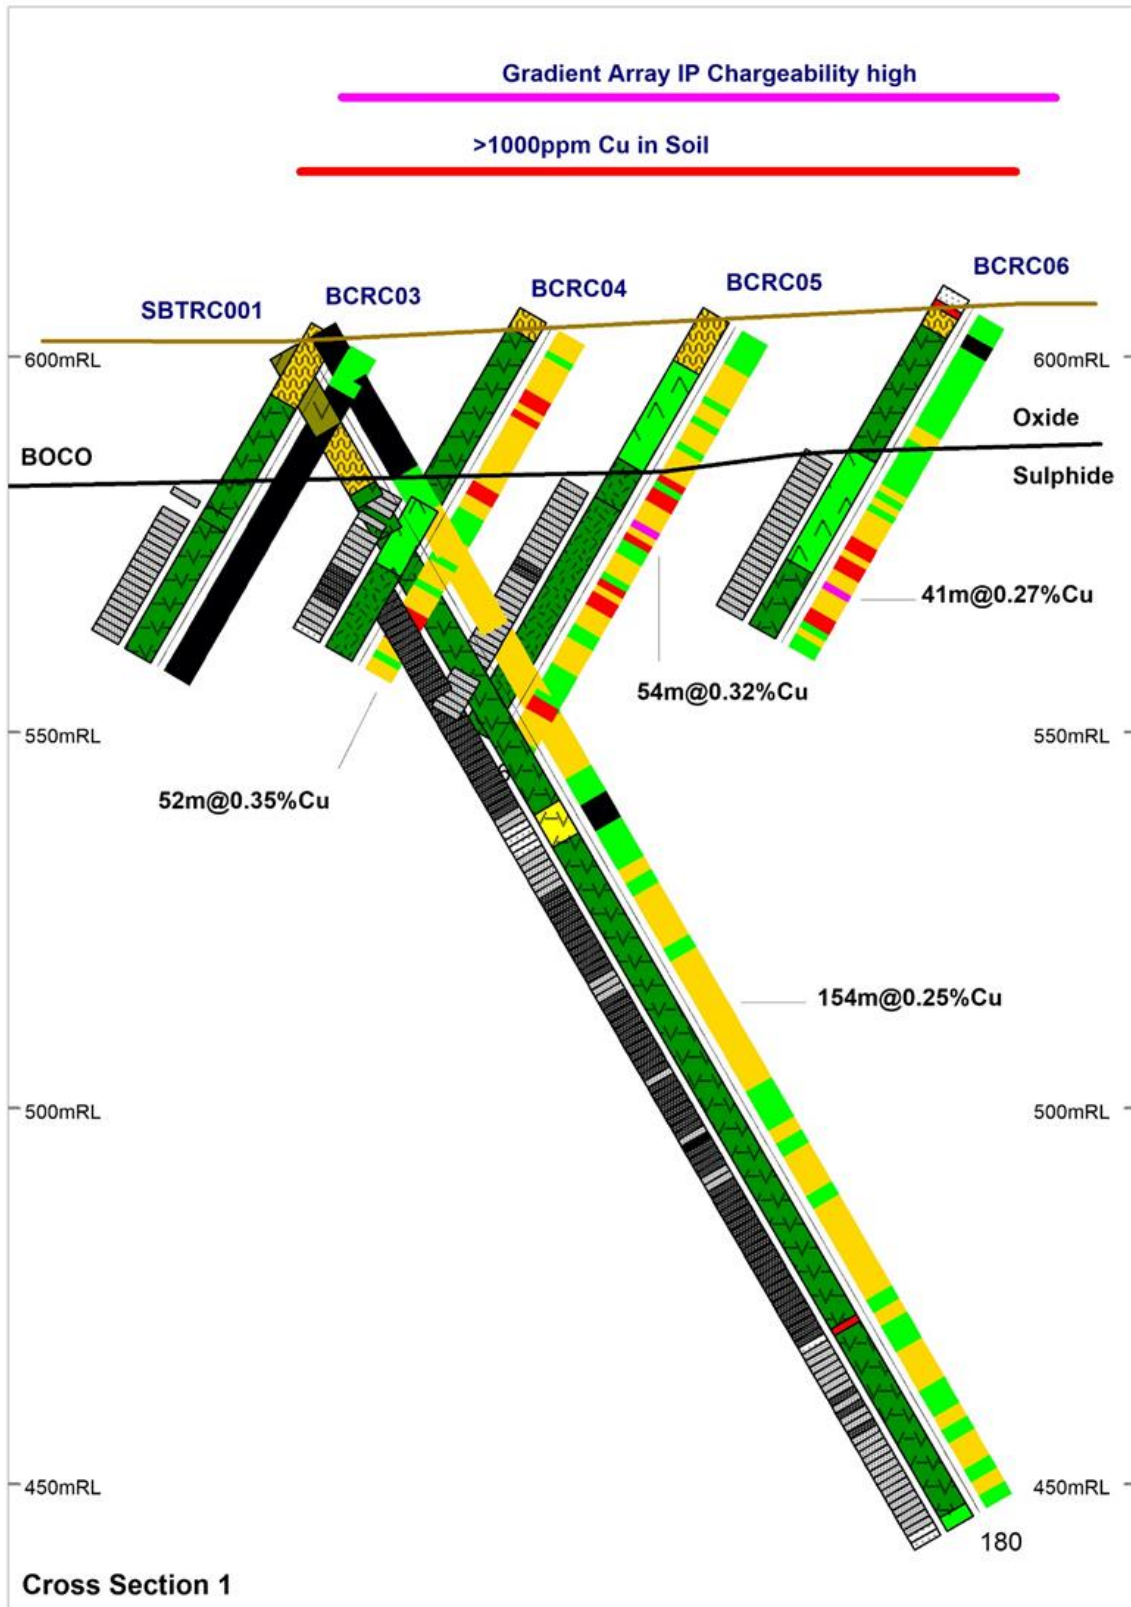 Gradient Array IP Chargeability high
>1000ppm Cu in Soil
SBTRC001
BCRC03
BCRC04
BCRC05
BCRC06
600mRL
600mRL
Oxide
BOCO
Sulphide
41m@0.27%Cu
54m@0.32%Cu
550mRL
550mRL
52m@0.35%Cu
154m@0.25%Cu
500mRL
500mRL
450mRL
450mRL
180
Cross Section 1